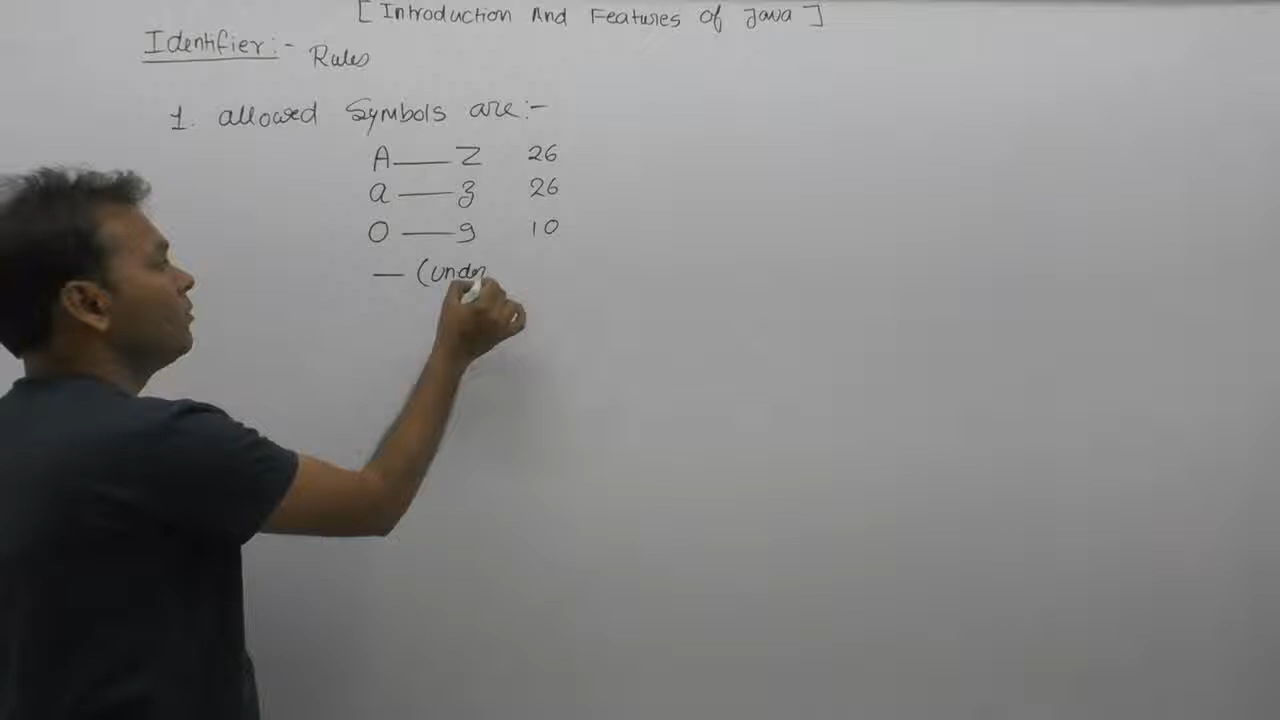 [ Introduction And Features of Java ]
Identifier:- Rules
1. allowed Symbols are:-
A — Z 26
a — z 26
0 — 9 10
— (under